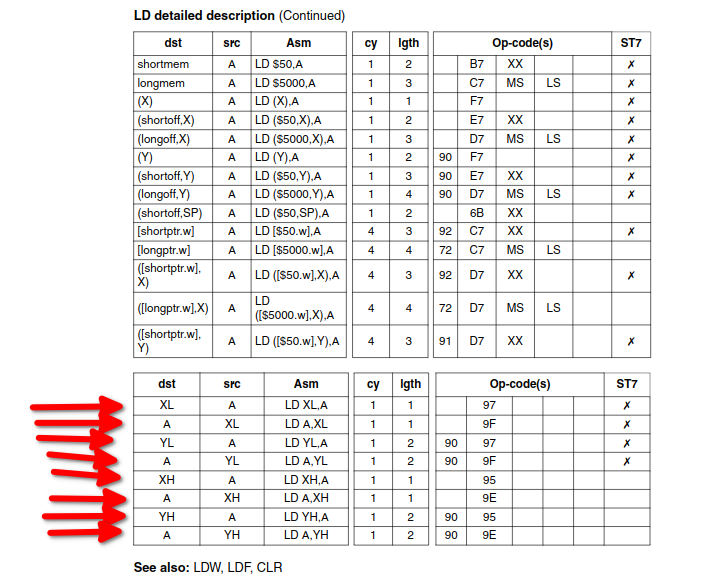 LD detailed description (Continued)
dst src Asm cy lgth Op-code(s) ST7
shortmem A LD $50,A 1 2 B7 XX ✗
longmem A LD $5000,A 1 3 C7 MS LS ✗
(X) A LD (X),A 1 1 F7 ✗
(shortoff,X) A LD ($50,X),A 1 2 E7 XX ✗
(longoff,X) A LD ($5000,X),A 1 3 D7 MS LS ✗
(Y) A LD (Y),A 1 2 90 F7 ✗
(shortoff,Y) A LD ($50,Y),A 1 3 90 E7 XX ✗
(longoff,Y) A LD ($5000,Y),A 1 4 90 D7 MS LS ✗
(shortoff,SP) A LD ($50,SP),A 1 2 6B XX
[shortptr.w] A LD [$50.w],A 4 3 92 C7 XX ✗
[longptr.w] A LD [$5000.w],A 4 4 72 C7 MS LS
([shortptr.w],
X) A LD ([$50.w],X),A 4 3 92 D7 XX ✗
([longptr.w],X) A LD
([$5000.w],X),A 4 4 72 D7 MS LS
([shortptr.w],
Y) A LD ([$50.w],Y),A 4 3 91 D7 XX ✗
dst src Asm cy lgth Op-code(s) ST7
XL A LD XL,A 1 1 97 ✗
A XL LD A,XL 1 1 9F ✗
YL A LD YL,A 1 2 90 97 ✗
A YL LD A,YL 1 2 90 9F ✗
XH A LD XH,A 1 1 95
A XH LD A,XH 1 1 9E
YH A LD YH,A 1 2 90 95
A YH LD A,YH 1 2 90 9E
See also: LDW, LDF, CLR